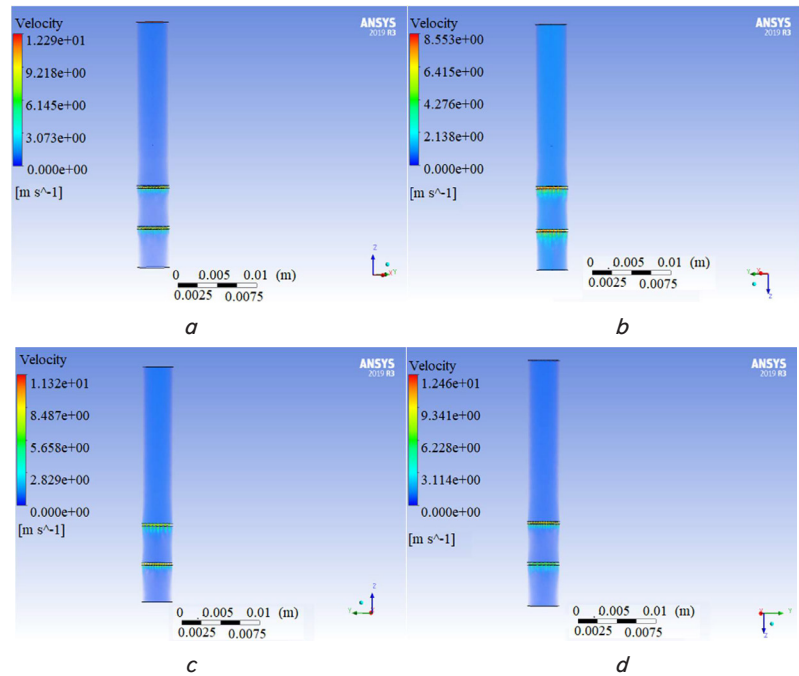 Velocity
1.229e+01
9.218e+00
6.145e+00
3.073e+00
0.000e+00
[m s^-1]
ANSYS
2019 R3
Z
Y
0 0.005 0.01 (m)
0.0025 0.0075
a
Velocity
8.553e+00
6.415e+00
4.276e+00
2.138e+00
0.000e+00
[m s^-1]
ANSYS
2019 R3
Y X
Z
0 0.005 0.01 (m)
0.0025 0.0075
b
Velocity
1.132e+01
8.487e+00
5.658e+00
2.829e+00
0.000e+00
[m s^-1]
ANSYS
2019 R3
Z
Y
0 0.005 0.01 (m)
0.0025 0.0075
c
Velocity
1.246e+01
9.341e+00
6.228e+00
3.114e+00
0.000e+00
[m s^-1]
ANSYS
2019 R3
X Y
Z
0 0.005 0.01 (m)
0.0025 0.0075
d